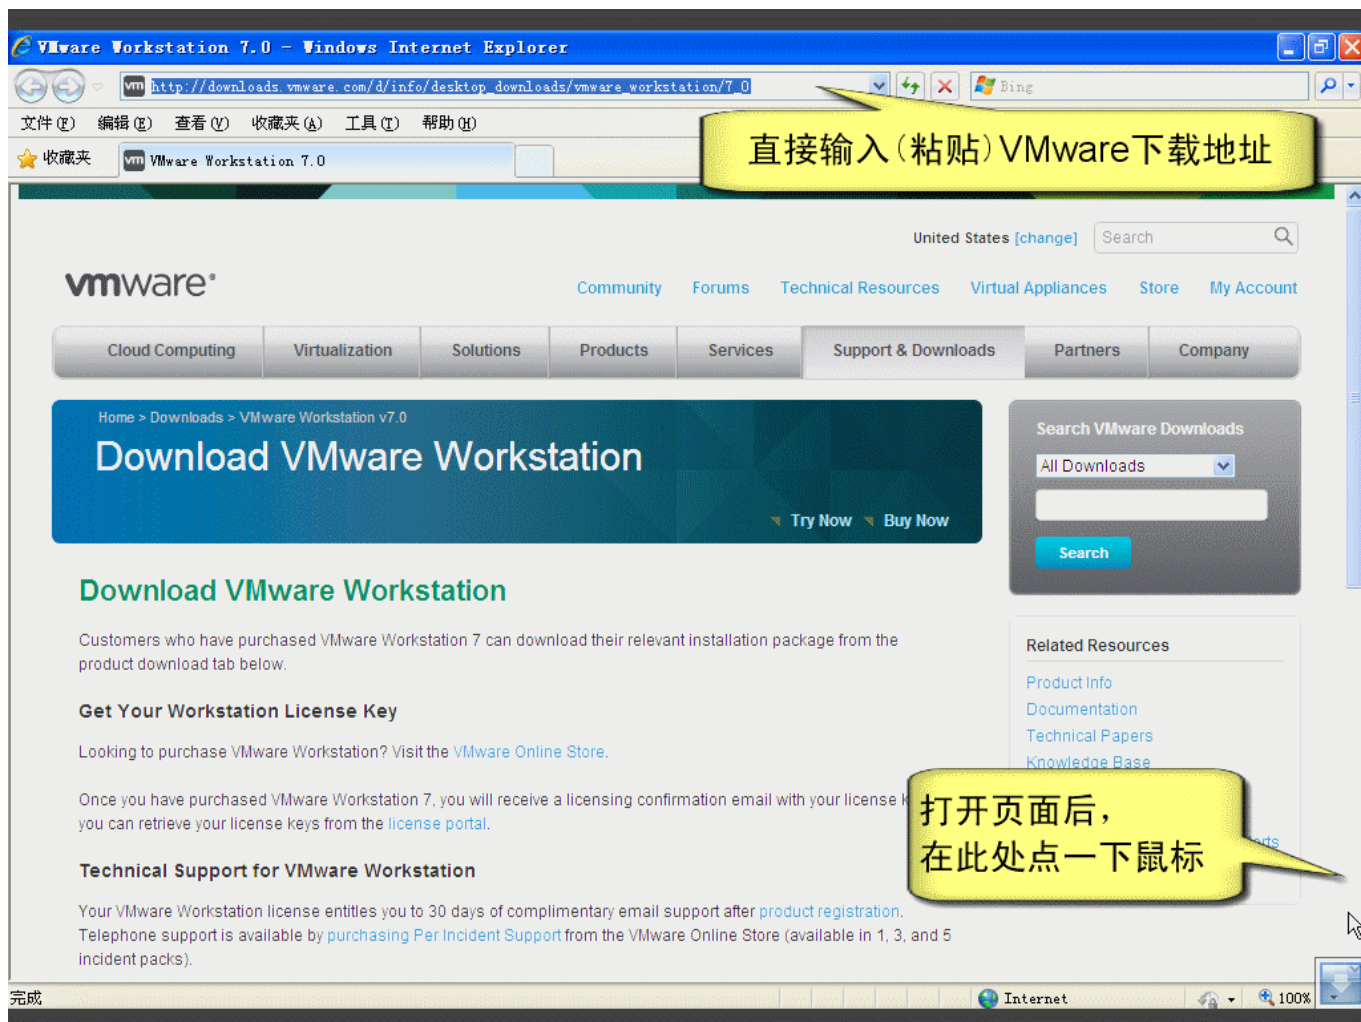 VMware Workstation 7.0 - Windows Internet Explorer
http://downloads.vmware.com/d/info/desktop_downloads/vmware_workstation/7_0
Bing
文件(F) 编辑(E) 查看(V) 收藏夹(A) 工具(T) 帮助(H)
直接输入(粘贴)VMware下载地址
收藏夹
vm VMware Workstation 7.0
United States [change] Search
vmware®
Community Forums Technical Resources Virtual Appliances Store My Account
Cloud Computing Virtualization Solutions Products Services Support & Downloads Partners Company
Home > Downloads > VMware Workstation v7.0
Download VMware Workstation
Try Now Buy Now
Search VMware Downloads
All Downloads
Search
Download VMware Workstation
Customers who have purchased VMware Workstation 7 can download their relevant installation package from the
product download tab below.
Get Your Workstation License Key
Looking to purchase VMware Workstation? Visit the VMware Online Store.
Once you have purchased VMware Workstation 7, you will receive a licensing confirmation email with your license
you can retrieve your license keys from the license portal.
Technical Support for VMware Workstation
Your VMware Workstation license entitles you to 30 days of complimentary email support after product registration.
Telephone support is available by purchasing Per Incident Support from the VMware Online Store (available in 1, 3, and 5
incident packs).
Related Resources
Product Info
Documentation
Technical Papers
Knowledge Base
打开页面后，
在此处点一下鼠标
完成
Internet
100%